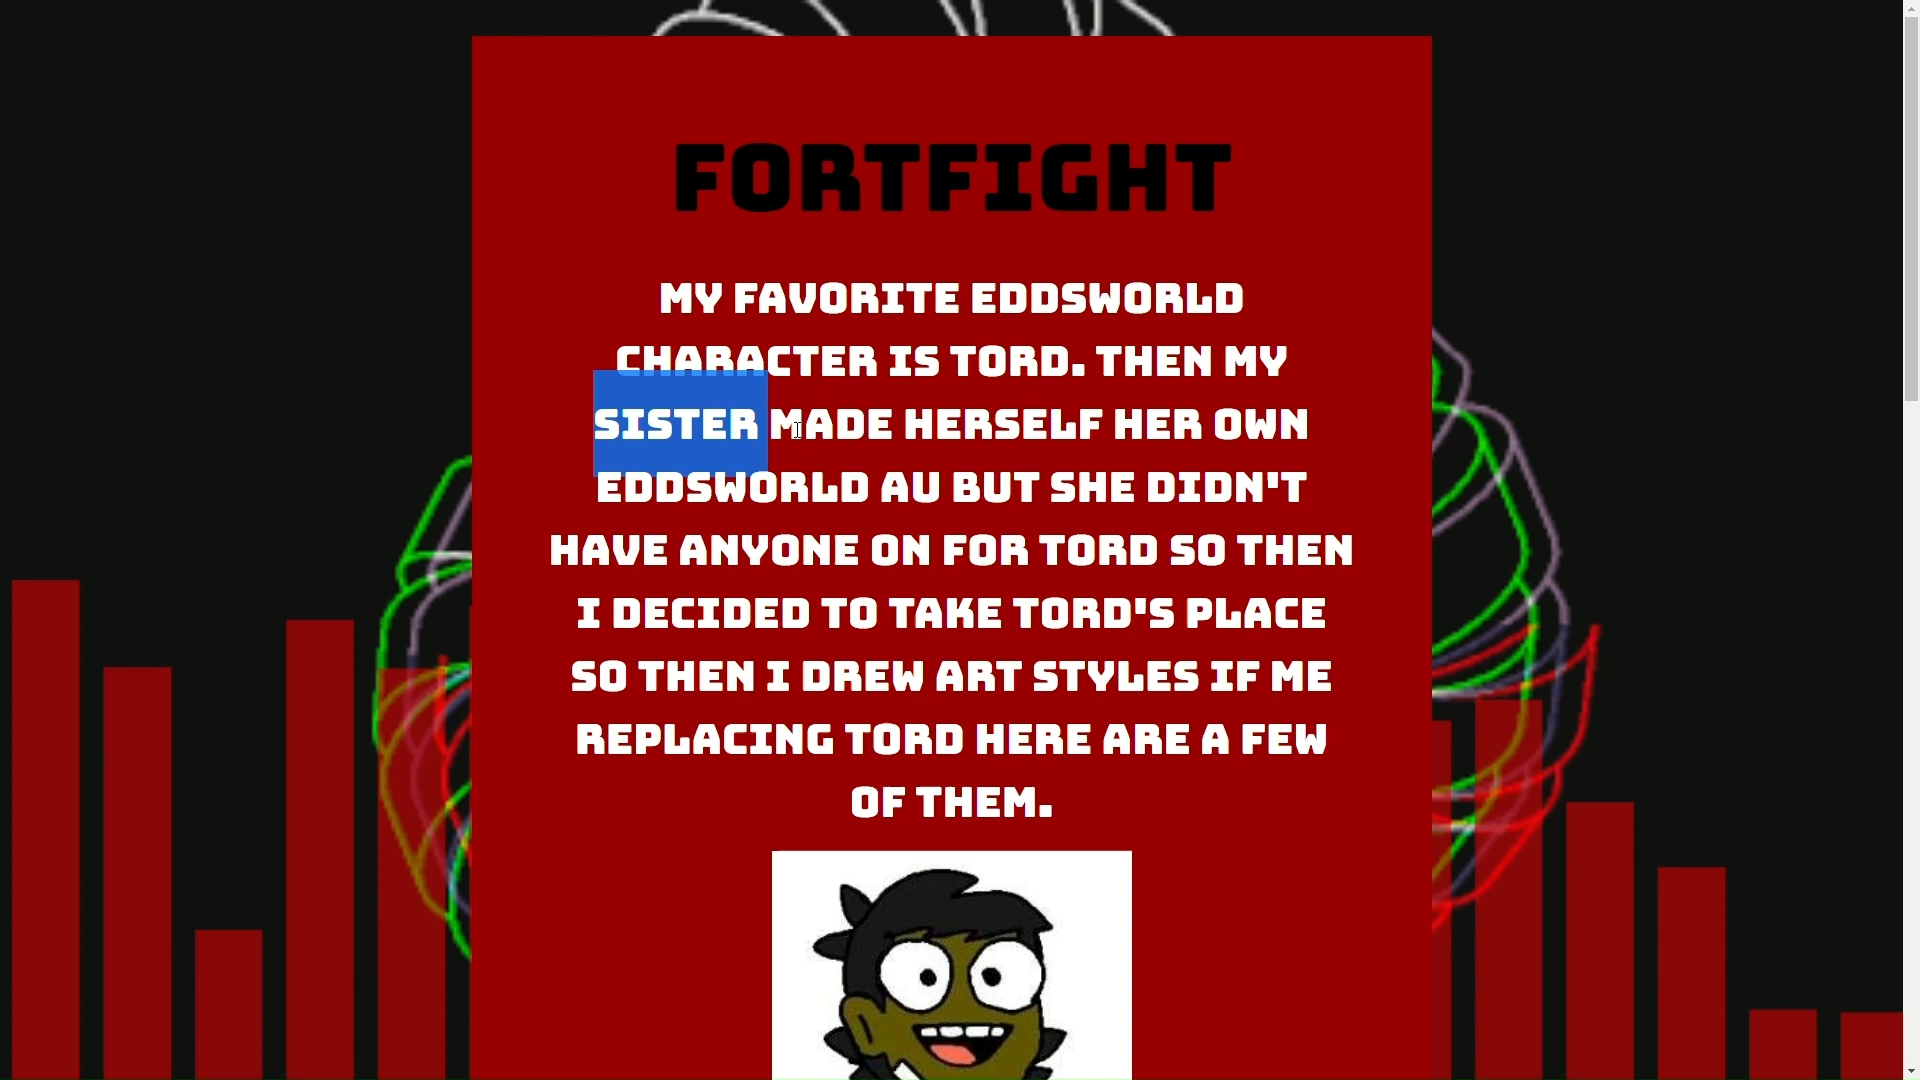 FORTFIGHT
MY FAVORITE EDDSWORLD
CHARACTER IS TORD. THEN MY
SISTER MADE HERSELF HER OWN
EDDSWORLD AU BUT SHE DIDN'T
HAVE ANYONE ON FOR TORD SO THEN
I DECIDED TO TAKE TORD'S PLACE
SO THEN I DREW ART STYLES IF ME
REPLACING TORD HERE ARE A FEW
OF THEM.